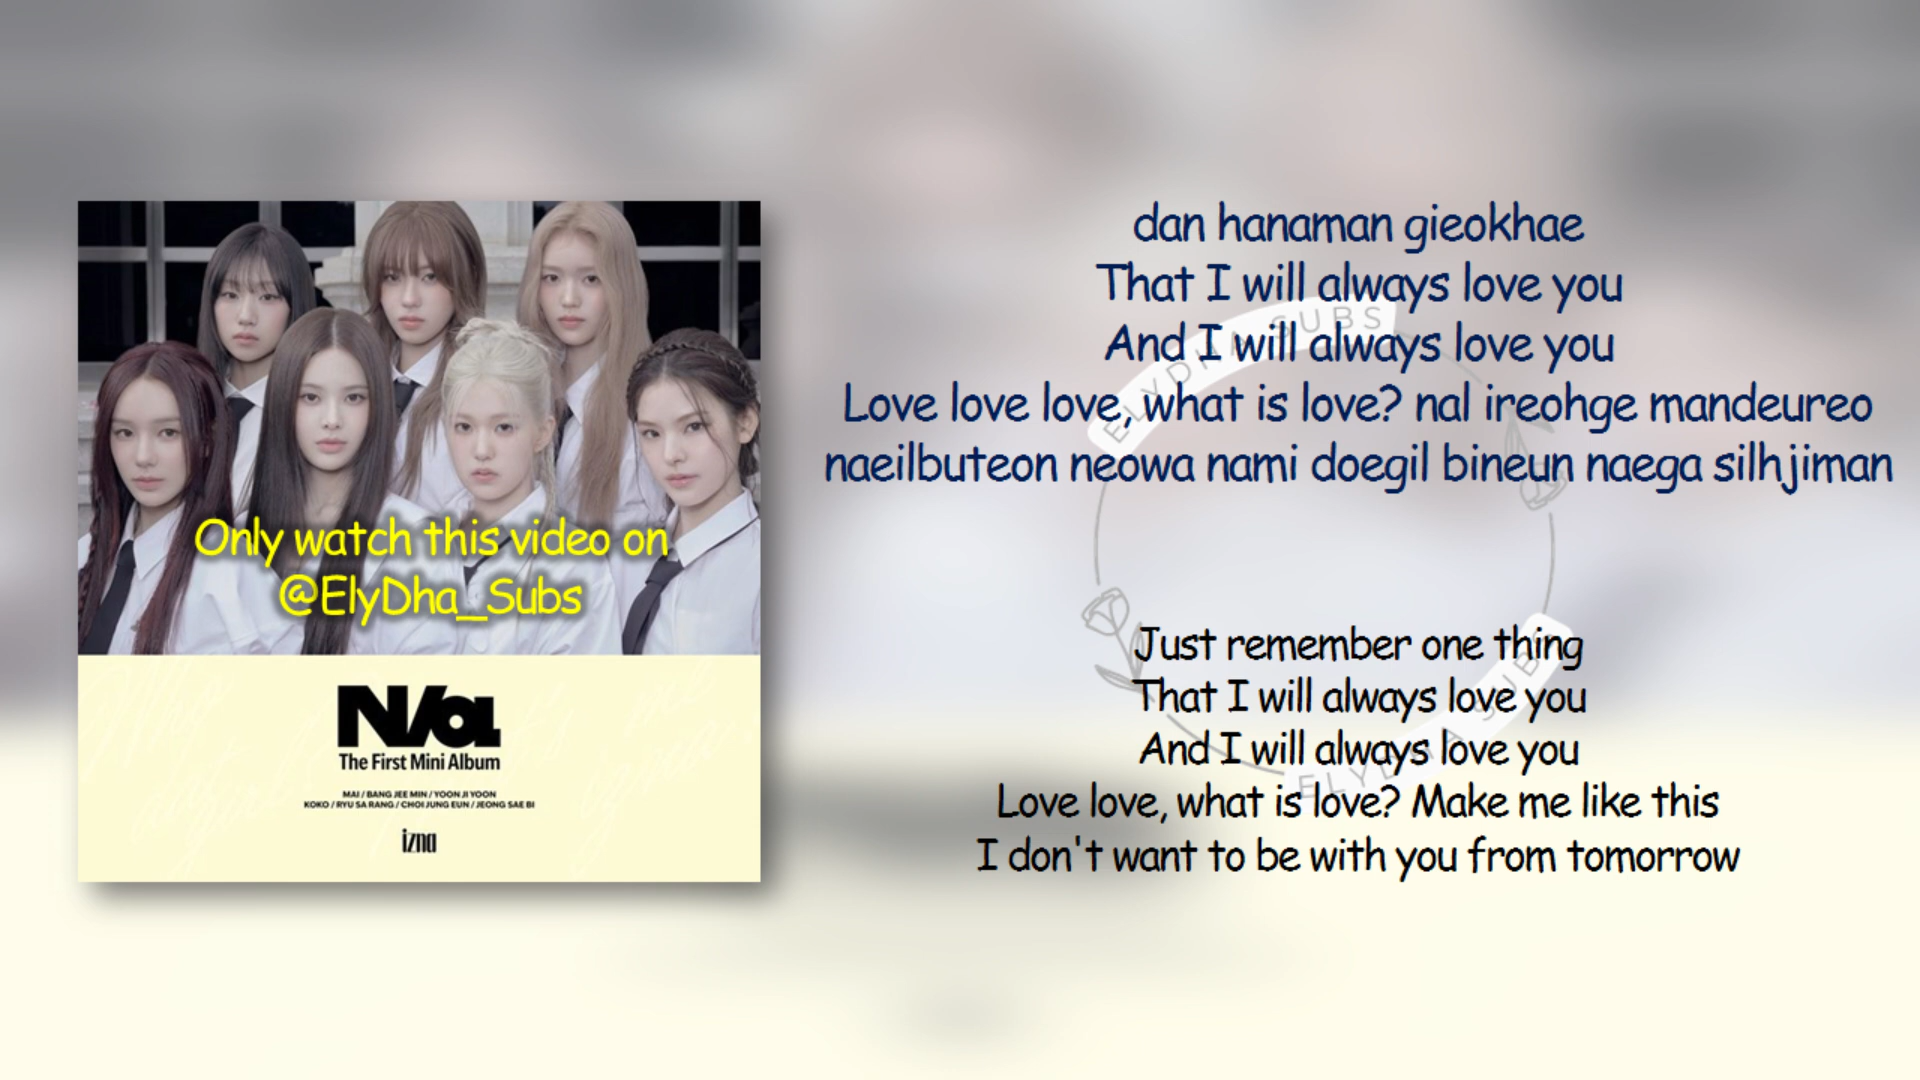 Only watch this video on
@ElyDha_Subs
N/a
The First Mini Album
MAI / BANG JEE MIN / YOON JI YOON
KOKO / RYU SA RANG / CHOI JUNG EUN / JEONG SAE BI
izna
dan hanaman gieokhae
That I will always love you
And I will always love you
Love love love, what is love? nal ireohge mandeureo
naeilbuteon neowa nami doegil bineun naega silhjiman
ELYDHA SUBS
Just remember one thing
That I will always love you
And I will always love you
Love love, what is love? Make me like this
I don't want to be with you from tomorrow
ELYDHA SUBS